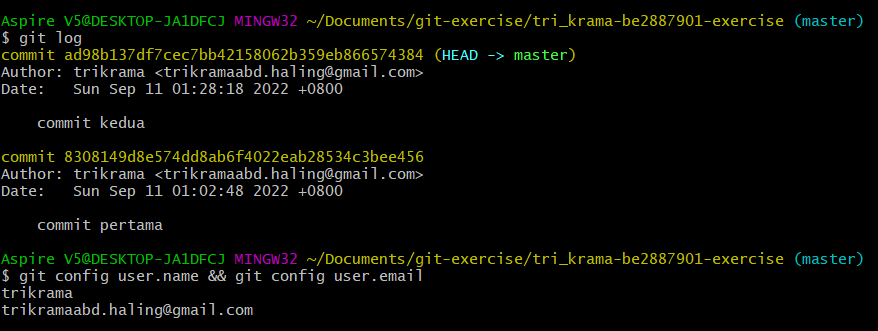 Aspire V5@DESKTOP-JA1DFCJ MINGW32 ~/Documents/git-exercise/tri_krama-be2887901-exercise (master)
$ git log
commit ad98b137df7cec7bb42158062b359eb866574384 (HEAD -> master)
Author: trikrama <trikramaabd.haling@gmail.com>
Date:   Sun Sep 11 01:28:18 2022 +0800
    commit kedua
commit 8308149d8e574dd8ab6f4022eab28534c3bee456
Author: trikrama <trikramaabd.haling@gmail.com>
Date:   Sun Sep 11 01:02:48 2022 +0800
    commit pertama
Aspire V5@DESKTOP-JA1DFCJ MINGW32 ~/Documents/git-exercise/tri_krama-be2887901-exercise (master)
$ git config user.name && git config user.email
trikrama
trikramaabd.haling@gmail.com